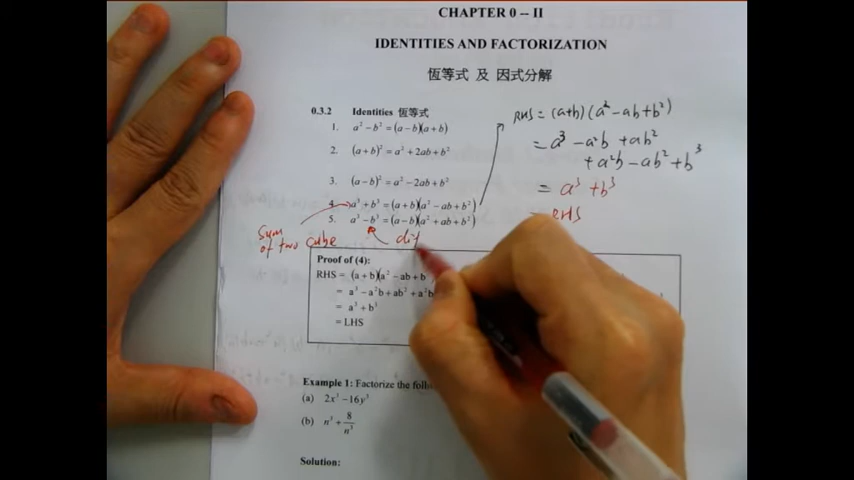 CHAPTER 0 -- II
IDENTITIES AND FACTORIZATION
恆等式 及 因式分解
0.3.2 Identities 恆等式
1. a² − b² = (a − b)(a + b)
2. (a + b)² = a² + 2ab + b²
3. (a − b)² = a² − 2ab + b²
4. a³ + b³ = (a + b)(a² − ab + b²)
5. a³ − b³ = (a − b)(a² + ab + b²)
RHS = (a+b)(a² − ab + b²)
= a³ − a²b + ab²
+ a²b − ab² + b³
= a³ + b³
Sum
of two cube
Proof of (4):
RHS = (a + b)(a² − ab + b
= a³ − a²b + ab² + a²b
= a³ + b³
= LHS
Example 1: Factorize the
(a) 2x³ − 16y³
(b) n³ + 8/n³
Solution: